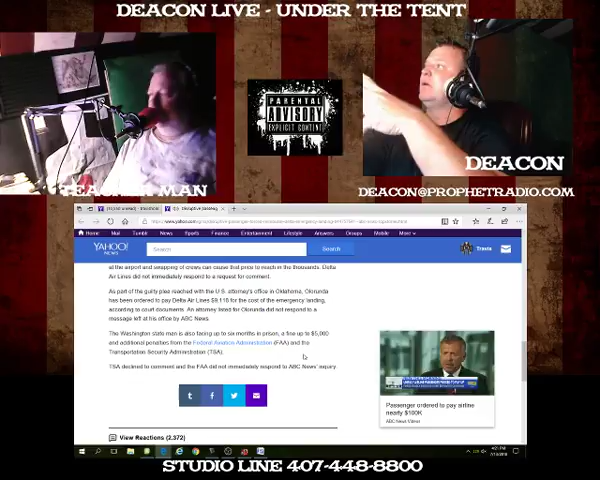 DEACON LIVE - UNDER THE TENT
PARENTAL
ADVISORY
EXPLICIT CONTENT
MAN
DEACON
DEACON@PROPHETRADIO.COM
Home Mail Tumblr News Sports Finance Entertainment Lifestyle Answers Groups Mobile More
YAHOO!
NEWS
Search
Search
Travis
at the airport and swapping of crews can cause that price to reach in the thousands. Delta
Air Lines did not immediately respond to a request for comment.
As part of the guilty plea reached with the U.S. attorney's office in Oklahoma, Olorunda
has been ordered to pay Delta Air Lines $9,118 for the cost of the emergency landing,
according to court documents. An attorney listed for Olorunda did not respond to a
message left at his office by ABC News.
The Washington state man is also facing up to six months in prison, a fine up to $5,000
and additional penalties from the Federal Aviation Administration (FAA) and the
Transportation Security Administration (TSA).
TSA declined to comment and the FAA did not immediately respond to ABC News' inquiry.
Passenger ordered to pay airline
nearly $100K
ABC News Videos
View Reactions (2,372)
STUDIO LINE 407-448-8800